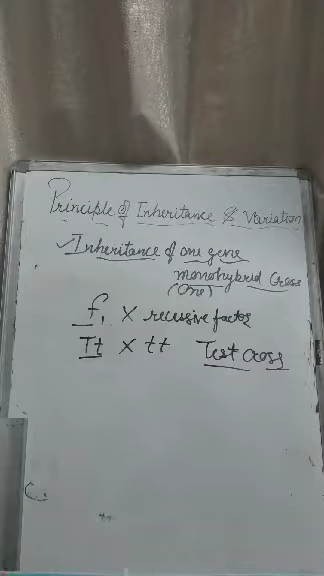 Principle of Inheritance & Variation
Inheritance of one gene
monohybrid Cross
(One)
f1 X recessive factor
Tt X tt Test cross